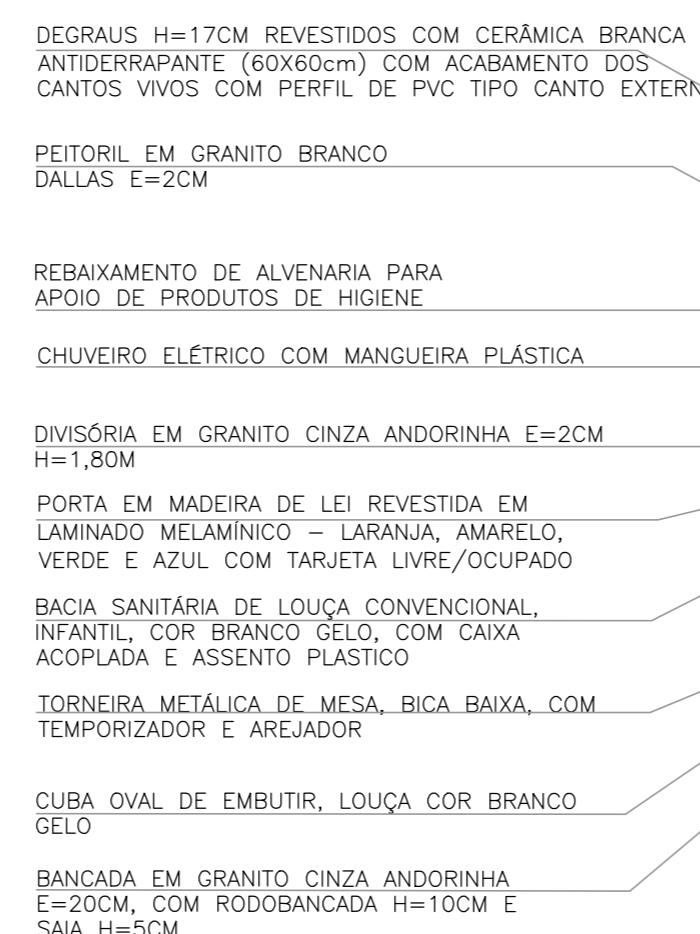 DEGRAUS H=17CM REVESTIDOS COM CERÂMICA BRANCA
ANTIDERRAPANTE (60X60cm) COM ACABAMENTO DOS
CANTOS VIVOS COM PERFIL DE PVC TIPO CANTO EXTERN
PEITORIL EM GRANITO BRANCO
DALLAS E=2CM
REBAIXAMENTO DE ALVENARIA PARA
APOIO DE PRODUTOS DE HIGIENE
CHUVEIRO ELÉTRICO COM MANGUEIRA PLÁSTICA
DIVISÓRIA EM GRANITO CINZA ANDORINHA E=2CM
H=1,80M
PORTA EM MADEIRA DE LEI REVESTIDA EM
LAMINADO MELAMÍNICO – LARANJA, AMARELO,
VERDE E AZUL COM TARJETA LIVRE/OCUPADO
BACIA SANITÁRIA DE LOUÇA CONVENCIONAL,
INFANTIL, COR BRANCO GELO, COM CAIXA
ACOPLADA E ASSENTO PLASTICO
TORNEIRA METÁLICA DE MESA, BICA BAIXA, COM
TEMPORIZADOR E AREJADOR
CUBA OVAL DE EMBUTIR, LOUÇA COR BRANCO
GELO
BANCADA EM GRANITO CINZA ANDORINHA
E=20CM, COM RODOBANCADA H=10CM E
SAIA H=5CM